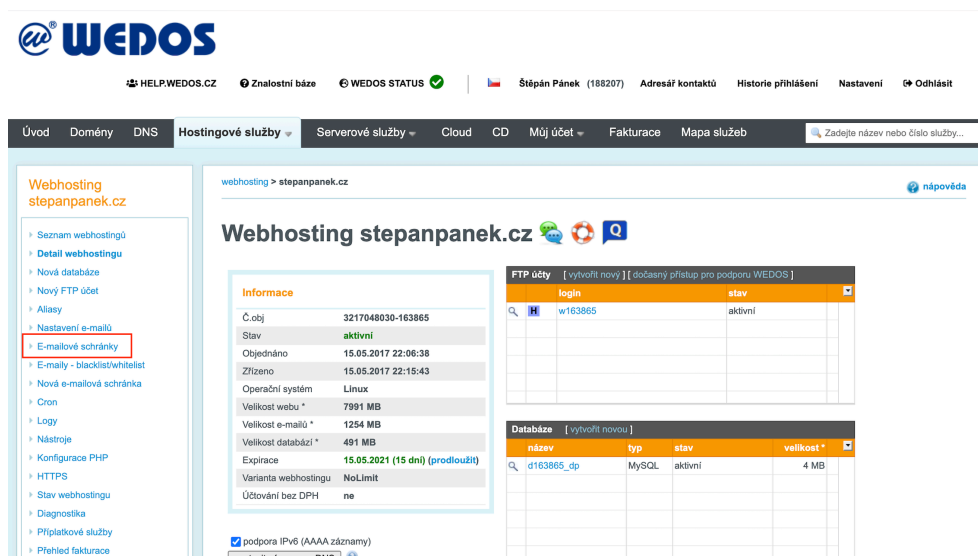 WEDOS
HELP.WEDOS.CZ Znalostní báze WEDOS STATUS Štěpán Pánek (188207) Adresář kontaktů Historie přihlášení Nastavení Odhlásit
Úvod Domény DNS Hostingové služby Serverové služby Cloud CD Můj účet Fakturace Mapa služeb Zadejte název nebo číslo služby...
Webhosting
stepanpanek.cz
Seznam webhostingů
Detail webhostingu
Nová databáze
Nový FTP účet
Aliasy
Nastavení e-mailů
E-mailové schránky
E-maily - blacklist/whitelist
Nová e-mailová schránka
Cron
Logy
Nástroje
Konfigurace PHP
HTTPS
Stav webhostingu
Diagnostika
Příplatkové služby
Přehled fakturace
webhosting > stepanpanek.cz
nápověda
Webhosting stepanpanek.cz
Informace
Č.obj 3217048030-163865
Stav aktivní
Objednáno 15.05.2017 22:06:38
Zřízeno 15.05.2017 22:15:43
Operační systém Linux
Velikost webu * 7991 MB
Velikost e-mailů * 1254 MB
Velikost databází * 491 MB
Expirace 15.05.2021 (15 dní) (prodloužit)
Varianta webhostingu NoLimit
Účtování bez DPH ne
podpora IPv6 (AAAA záznamy)
FTP účty [ vytvořit nový ] [ dočasný přístup pro podporu WEDOS ]
login stav
H w163865 aktivní
Databáze [ vytvořit novou ]
název typ stav velikost *
d163865_dp MySQL aktivní 4 MB